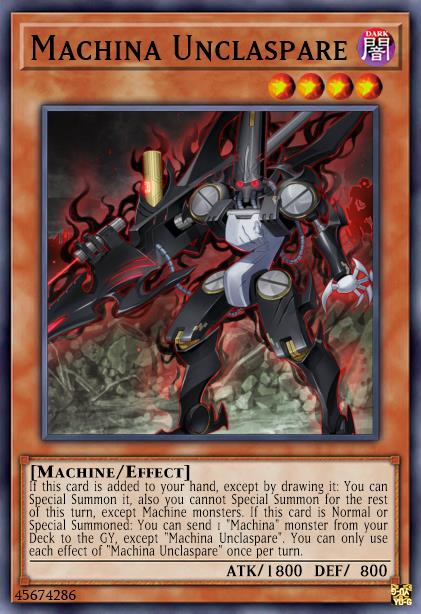 MACHINA UNCLASPARE
DARK
闇
[MACHINE/EFFECT]
If this card is added to your hand, except by drawing it: You can
Special Summon it, also you cannot Special Summon for the rest
of this turn, except Machine monsters. If this card is Normal or
Special Summoned: You can send 1 "Machina" monster from your
Deck to the GY, except "Machina Unclaspare". You can only use
each effect of "Machina Unclaspare" once per turn.
ATK/1800 DEF/ 800
45674286